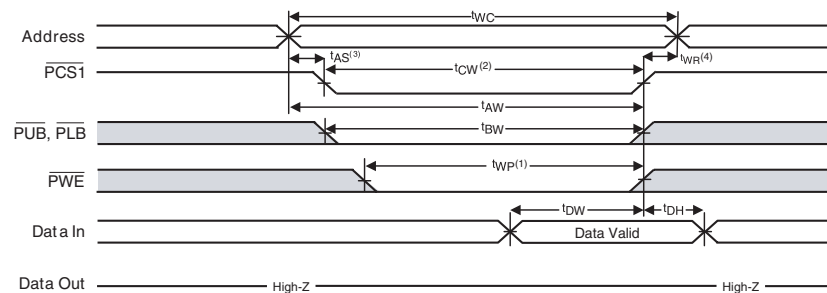 tWC
Address
tAS(3)
tCW(2)
tWR(4)
PCS1
tAW
PUB, PLB
tBW
tWP(1)
PWE
tDW
tDH
Data In
Data Valid
Data Out
High-Z
High-Z